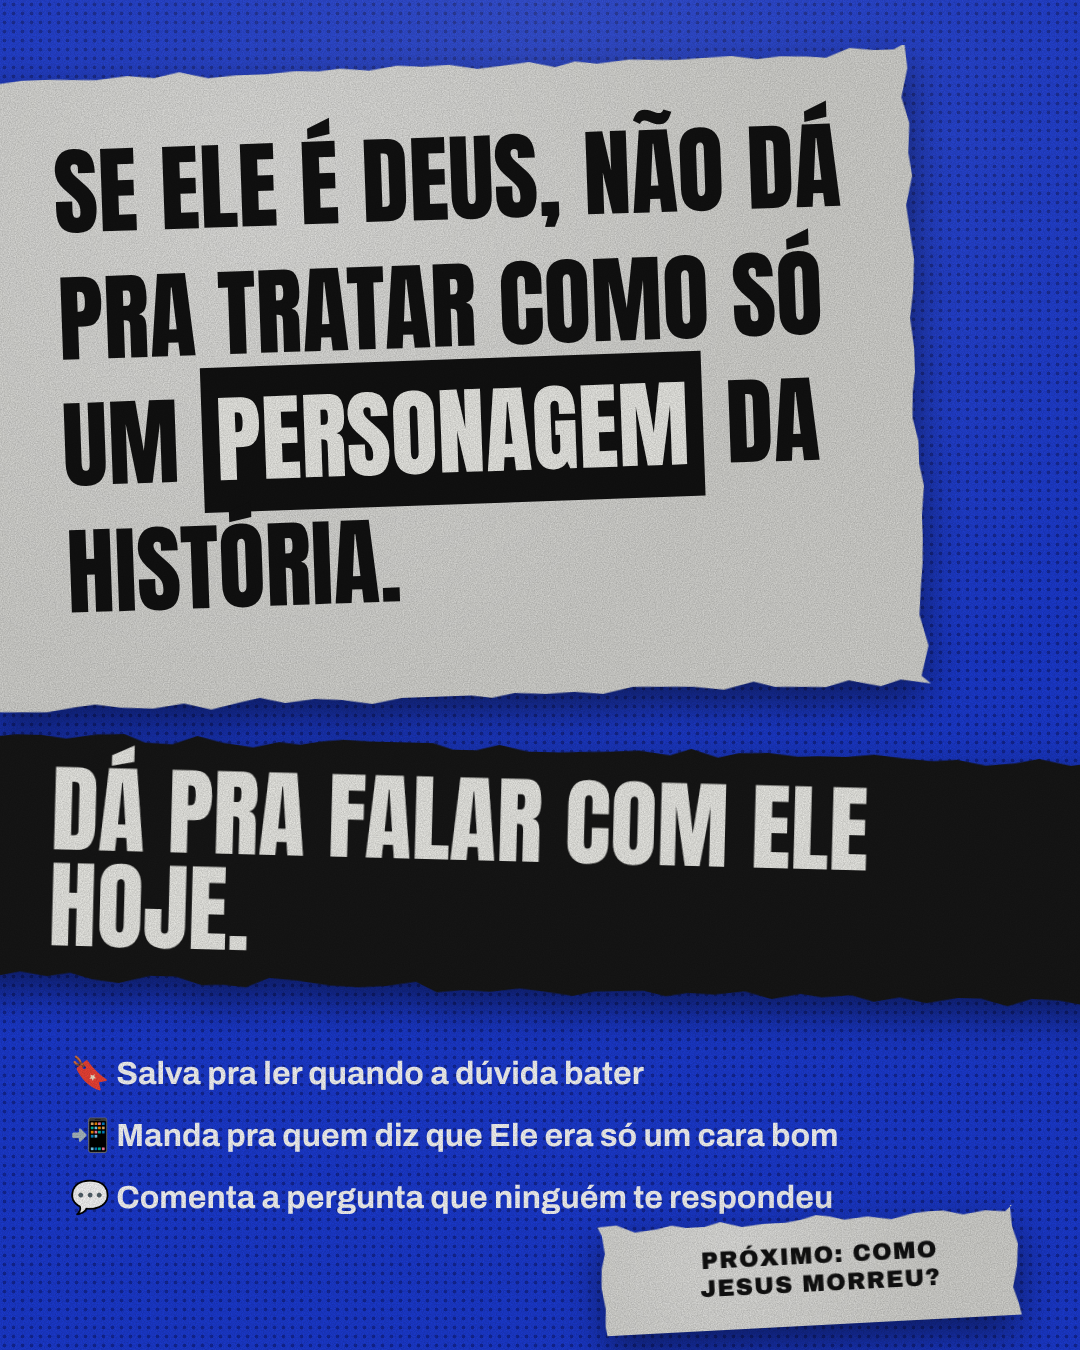 SE ELE É DEUS, NÃO DÁ
PRA TRATAR COMO SÓ
UM PERSONAGEM DA
HISTÓRIA.
DÁ PRA FALAR COM ELE
HOJE.
🔖 Salva pra ler quando a dúvida bater
📲 Manda pra quem diz que Ele era só um cara bom
💬 Comenta a pergunta que ninguém te respondeu
PRÓXIMO: COMO
JESUS MORREU?